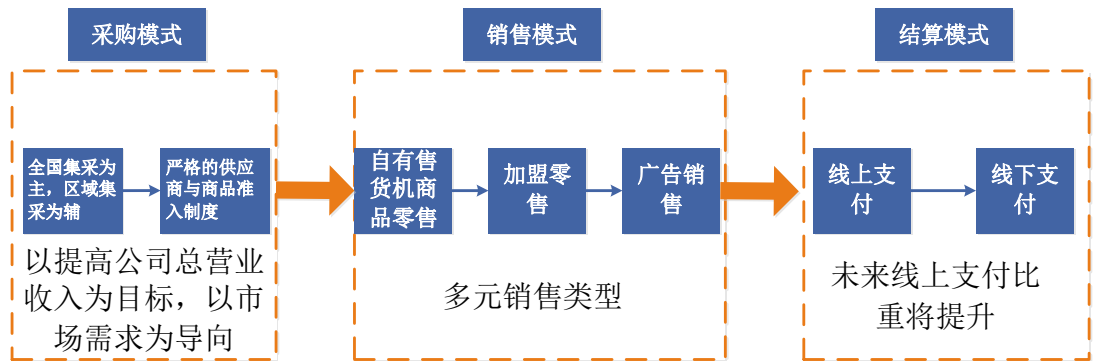 采购模式
销售模式
结算模式
全国集采为
主，区域集
采为辅
严格的供应
商与商品准
入制度
自有售
货机商
品零售
加盟零
售
广告销
售
线上支
付
线下支
付
以提高公司总营业
收入为目标，以市
场需求为导向
多元销售类型
未来线上支付比
重将提升